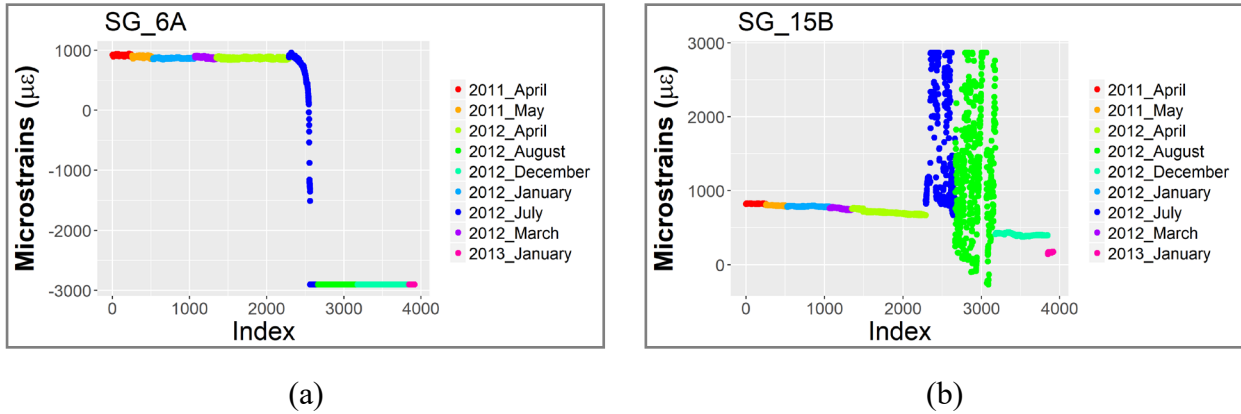 SG_6A
Microstrains (με)
1000
0
-1000
-2000
-3000
0 1000 2000 3000 4000
Index
2011_April
2011_May
2012_April
2012_August
2012_December
2012_January
2012_July
2012_March
2013_January
(a)
SG_15B
Microstrains (με)
3000
2000
1000
0
0 1000 2000 3000 4000
Index
2011_April
2011_May
2012_April
2012_August
2012_December
2012_January
2012_July
2012_March
2013_January
(b)